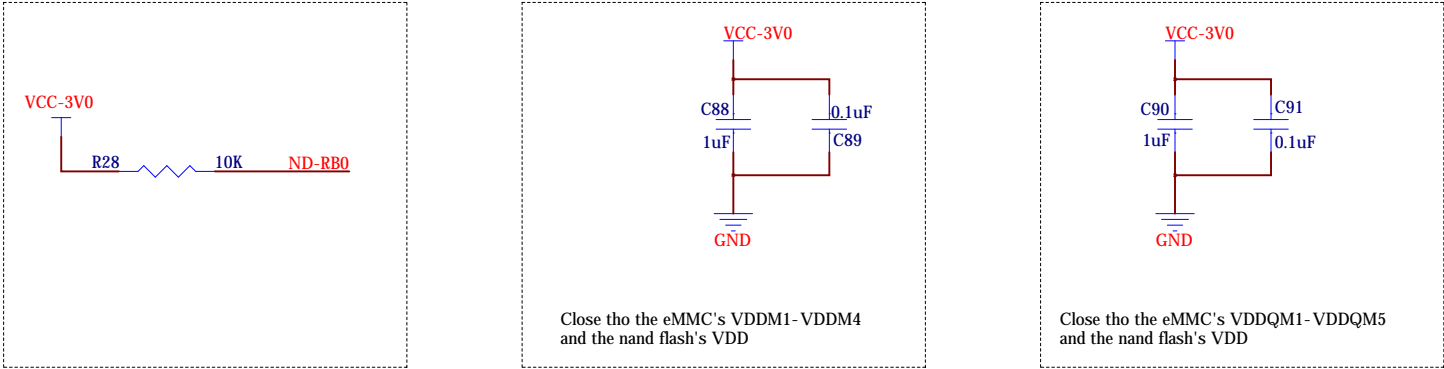 VCC-3V0
R28
10K
ND-RB0
VCC-3V0
C88
1uF
0.1uF
C89
GND
Close tho the eMMC's VDDM1-VDDM4
and the nand flash's VDD
VCC-3V0
C90
1uF
C91
0.1uF
GND
Close tho the eMMC's VDDQM1-VDDQM5
and the nand flash's VDD